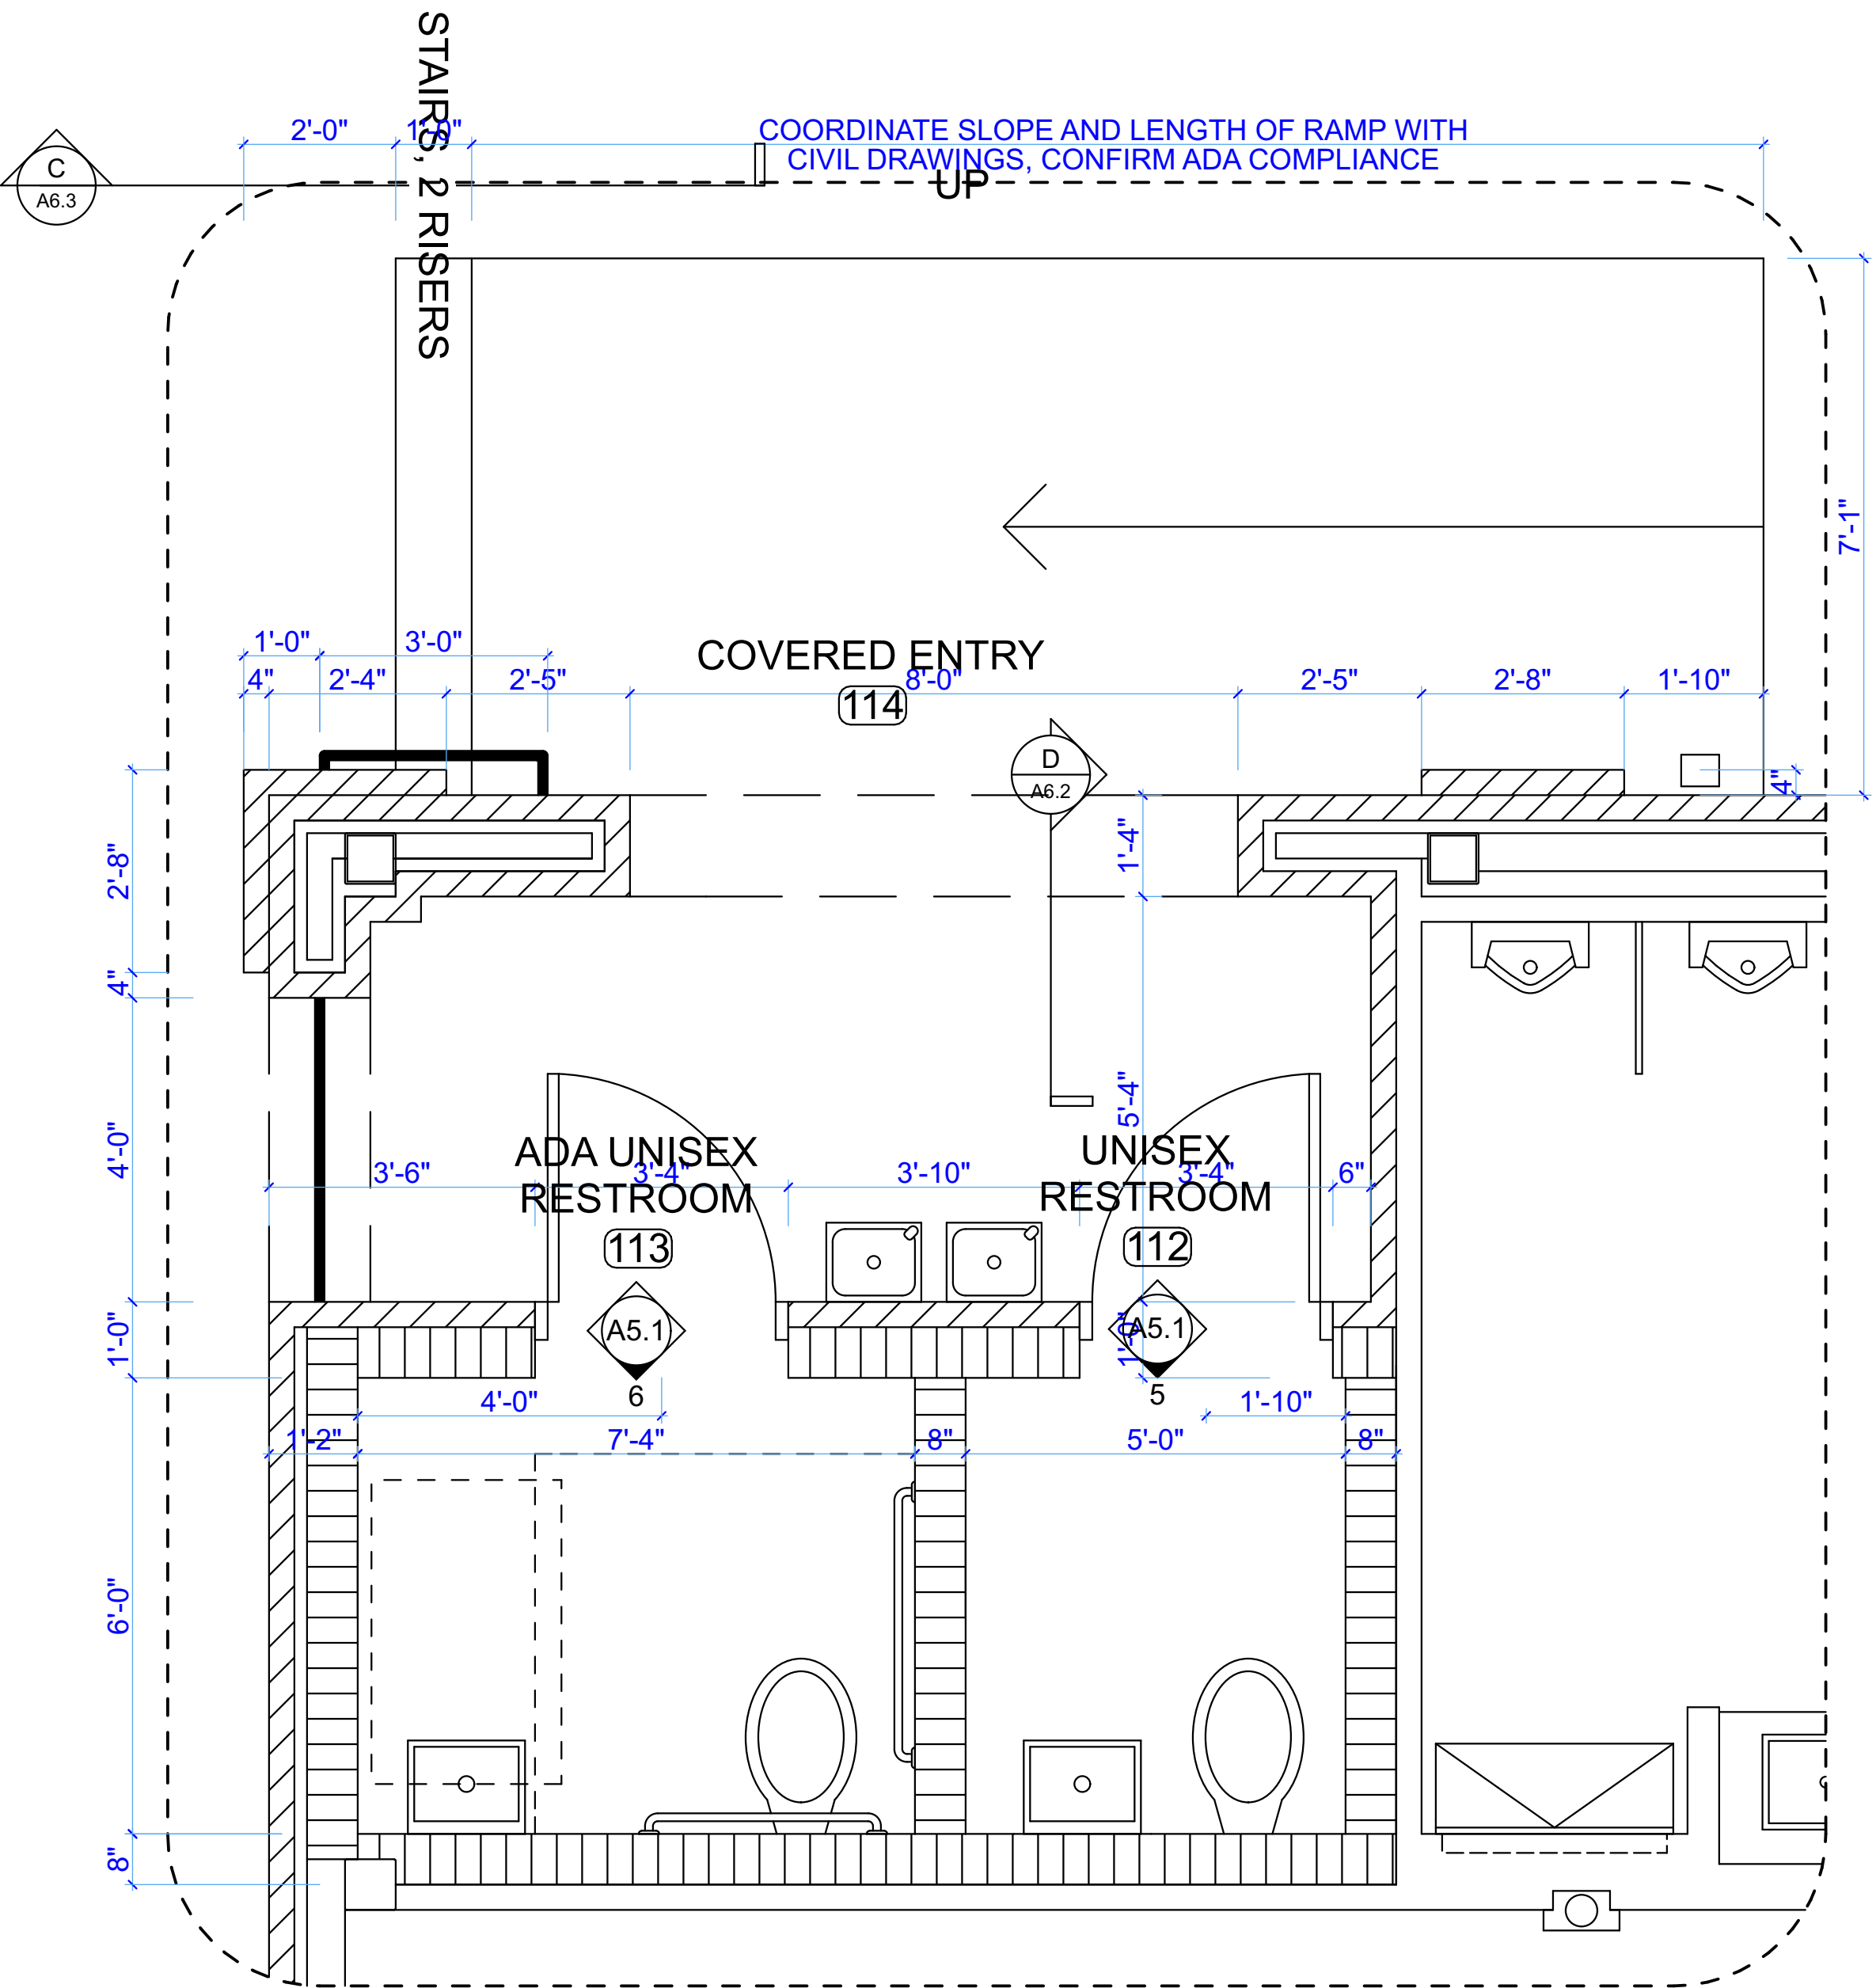 STAIRS, 2 RISERS
2'-0"
1'-0"
COORDINATE SLOPE AND LENGTH OF RAMP WITH
CIVIL DRAWINGS, CONFIRM ADA COMPLIANCE
C
A6.3
UP
7'-1"
1'-0"
3'-0"
COVERED ENTRY
4"
2'-4"
2'-5"
8'-0"
2'-5"
2'-8"
1'-10"
114
D
A6.2
4"
2'-8"
1'-4"
4"
5'-4"
4'-0"
ADA UNISEX
RESTROOM
113
UNISEX
RESTROOM
112
3'-6"
3'-4"
3'-10"
3'-4"
6"
1'-0"
A5.1
6
A5.1
5
1'-0"
4'-0"
1'-10"
1'-2"
7'-4"
8"
5'-0"
8"
6'-0"
8"